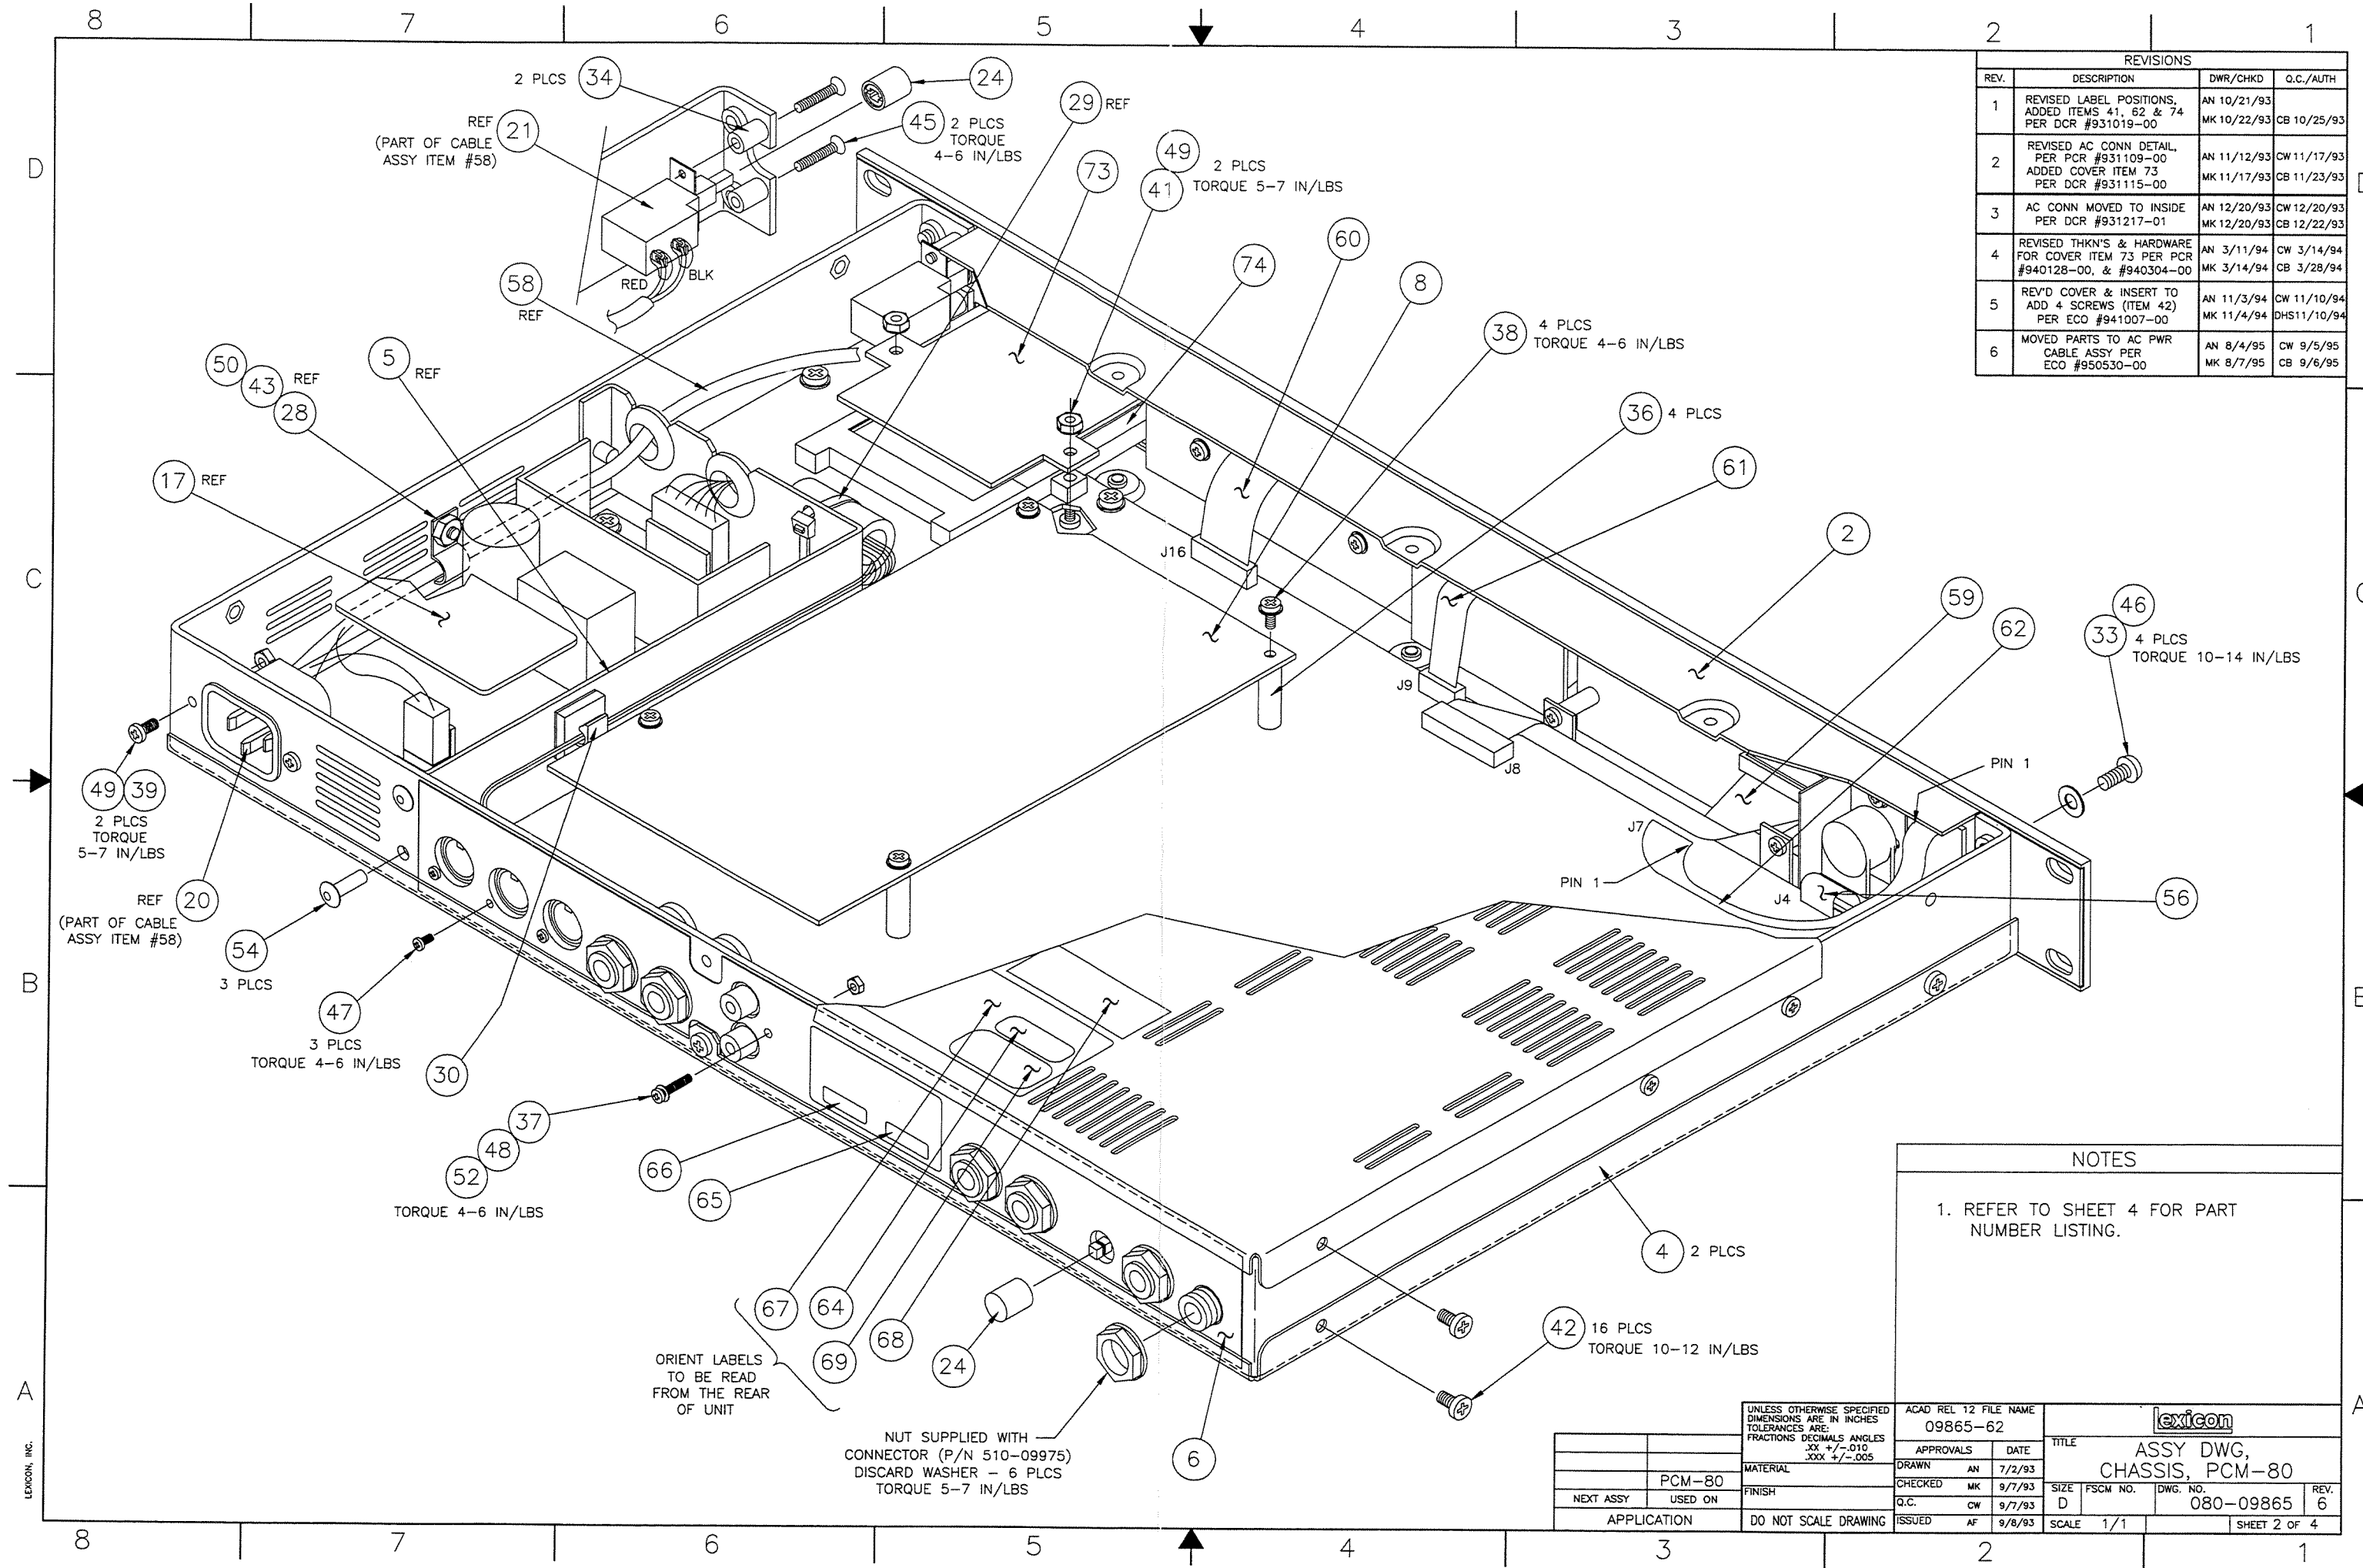 8 7 6 5 4 3 2 1
D
C
B
A
REVISIONS
REV. DESCRIPTION DWR/CHKD Q.C./AUTH
1 REVISED LABEL POSITIONS, ADDED ITEMS 41, 62 & 74 PER DCR #931019-00 AN 10/21/93 MK 10/22/93 CB 10/25/93
2 REVISED AC CONN DETAIL, PER PCR #931109-00 ADDED COVER ITEM 73 PER DCR #931115-00 AN 11/12/93 CW 11/17/93 MK 11/17/93 CB 11/23/93
3 AC CONN MOVED TO INSIDE PER DCR #931217-01 AN 12/20/93 CW 12/20/93 MK 12/20/93 CB 12/22/93
4 REVISED THKN'S & HARDWARE FOR COVER ITEM 73 PER PCR #940128-00, & #940304-00 AN 3/11/94 CW 3/14/94 MK 3/14/94 CB 3/28/94
5 REV'D COVER & INSERT TO ADD 4 SCREWS (ITEM 42) PER ECO #941007-00 AN 11/3/94 CW 11/10/94 MK 11/4/94 DHS11/10/94
6 MOVED PARTS TO AC PWR CABLE ASSY PER ECO #950530-00 AN 8/4/95 CW 9/5/95 MK 8/7/95 CB 9/6/95
2 PLCS 34
24
REF 21
(PART OF CABLE
ASSY ITEM #58)
45 2 PLCS
TORQUE
4-6 IN/LBS
29 REF
73
49
41
2 PLCS
TORQUE 5-7 IN/LBS
60
74
8
RED
BLK
58
REF
38 4 PLCS
TORQUE 4-6 IN/LBS
50
43 REF
28
5 REF
36 4 PLCS
17 REF
61
2
J16
59
62
46
33
4 PLCS
TORQUE 10-14 IN/LBS
J9
J8
PIN 1
J7
PIN 1
J4
56
49 39
2 PLCS
TORQUE
5-7 IN/LBS
REF 20
(PART OF CABLE
ASSY ITEM #58)
54
3 PLCS
47
3 PLCS
TORQUE 4-6 IN/LBS
30
37
48
52
TORQUE 4-6 IN/LBS
66
65
67
64
69
68
24
ORIENT LABELS
TO BE READ
FROM THE REAR
OF UNIT
NUT SUPPLIED WITH
CONNECTOR (P/N 510-09975)
DISCARD WASHER - 6 PLCS
TORQUE 5-7 IN/LBS
6
4 2 PLCS
42 16 PLCS
TORQUE 10-12 IN/LBS
NOTES
1. REFER TO SHEET 4 FOR PART
NUMBER LISTING.
PCM-80
NEXT ASSY USED ON
APPLICATION
UNLESS OTHERWISE SPECIFIED
DIMENSIONS ARE IN INCHES
TOLERANCES ARE:
FRACTIONS DECIMALS ANGLES
.XX +/-.010
.XXX +/-.005
MATERIAL
FINISH
DO NOT SCALE DRAWING
ACAD REL 12 FILE NAME
09865-62
APPROVALS DATE
DRAWN AN 7/2/93
CHECKED MK 9/7/93
Q.C. CW 9/7/93
ISSUED AF 9/8/93
lexicon
TITLE
ASSY DWG,
CHASSIS, PCM-80
SIZE D
FSCM NO.
DWG. NO. 080-09865
REV. 6
SCALE 1/1
SHEET 2 OF 4
LEXICON, INC.
8 7 6 5 4 3 2 1